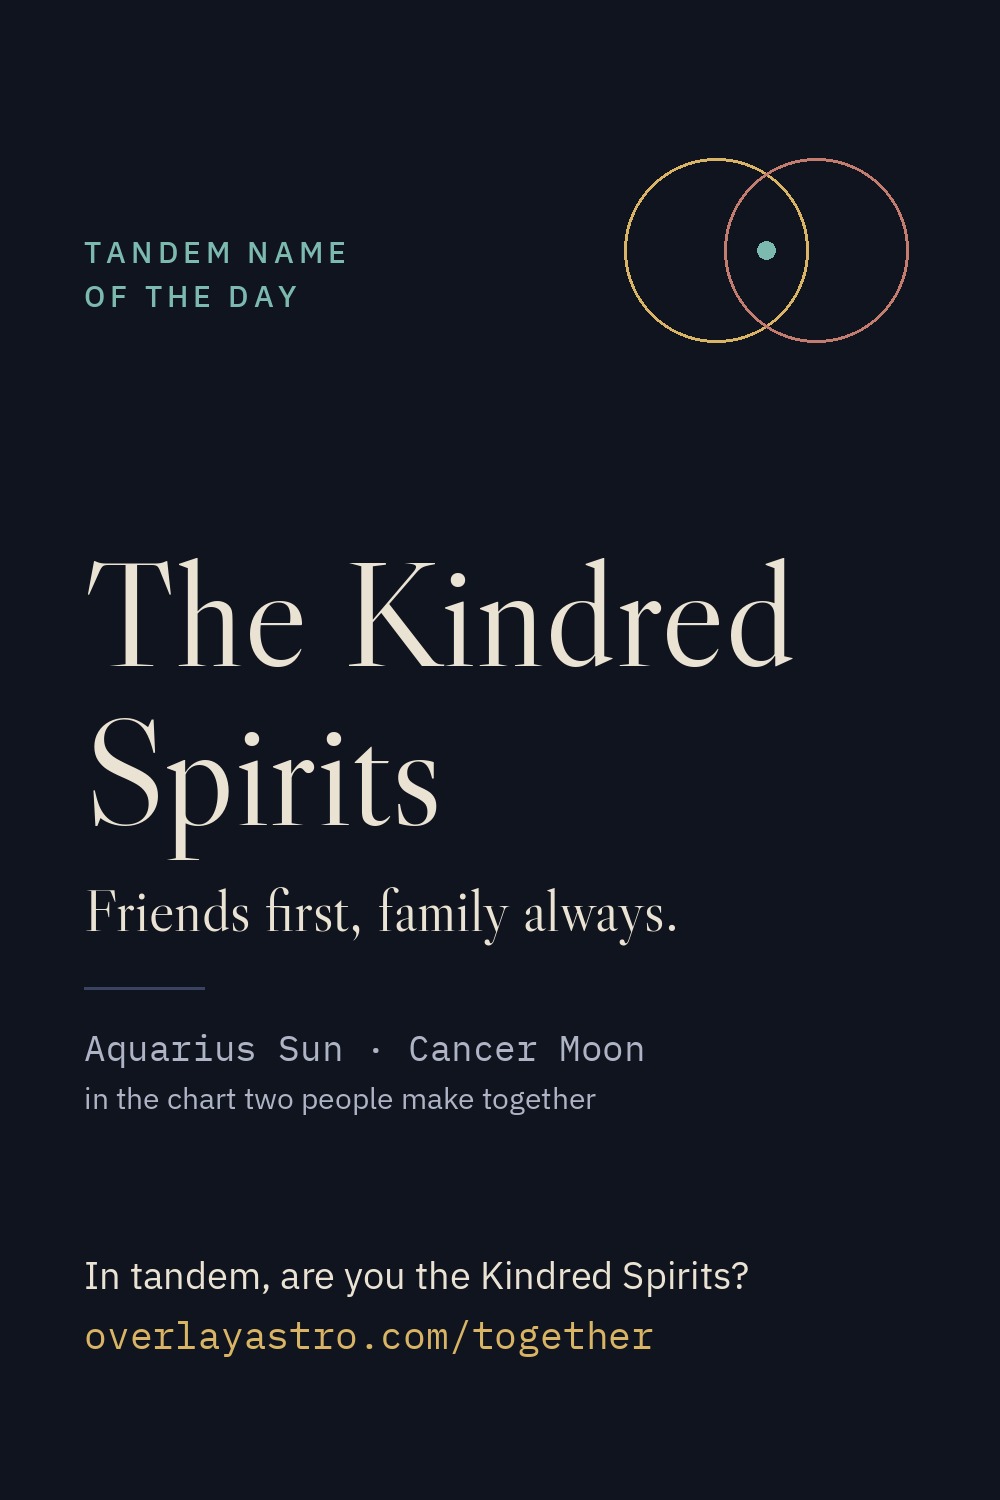 TANDEM NAME
OF THE DAY
The Kindred
Spirits
Friends first, family always.
Aquarius Sun · Cancer Moon
in the chart two people make together
In tandem, are you the Kindred Spirits?
overlayastro.com/together